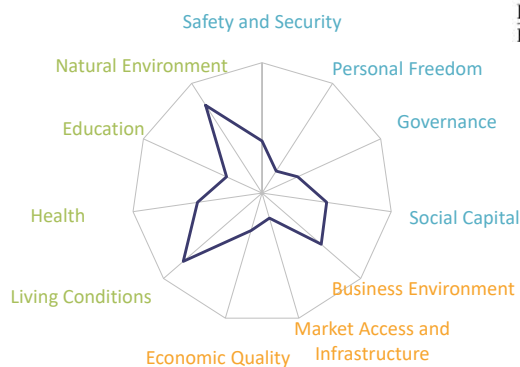 Safety and Security
Natural Environment
Personal Freedom
Education
Governance
Health
Social Capital
Living Conditions
Business Environment
Market Access and
Infrastructure
Economic Quality